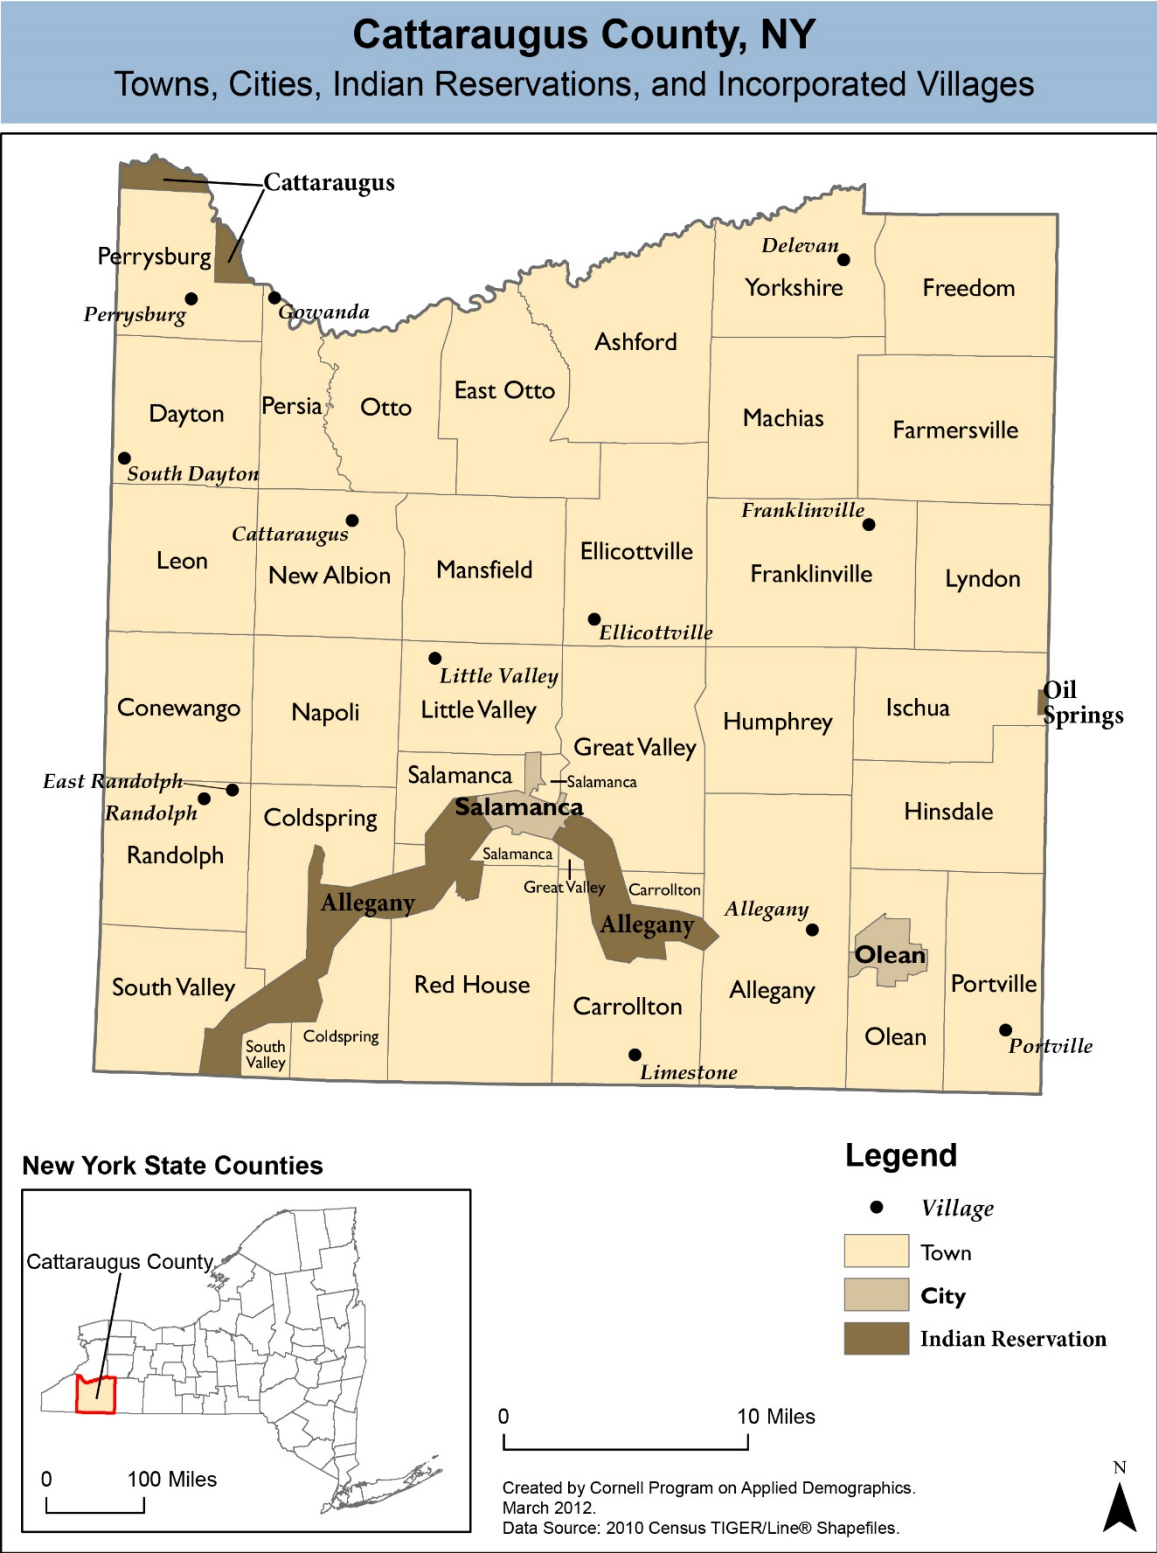 Cattaraugus County, NY
Towns, Cities, Indian Reservations, and Incorporated Villages
Cattaraugus
Perrysburg
Delevan
Yorkshire
Freedom
Perrysburg
Gowanda
Ashford
East Otto
Dayton
Persia
Otto
Machias
Farmersville
South Dayton
Franklinville
Cattaraugus
Leon
New Albion
Mansfield
Ellicottville
Franklinville
Lyndon
Ellicottville
Little Valley
Conewango
Napoli
Little Valley
Great Valley
Humphrey
Ischua
Oil
Springs
East Randolph
Salamanca
Salamanca
Randolph
Coldspring
Salamanca
Hinsdale
Randolph
Salamanca
Great Valley
Carrollton
Allegany
Allegany
Allegany
Olean
South Valley
Red House
Carrollton
Allegany
Portville
Coldspring
South
Valley
Olean
Portville
Limestone
New York State Counties
Cattaraugus County
0 100 Miles
Legend
Village
Town
City
Indian Reservation
0 10 Miles
Created by Cornell Program on Applied Demographics.
March 2012.
Data Source: 2010 Census TIGER/Line® Shapefiles.
N